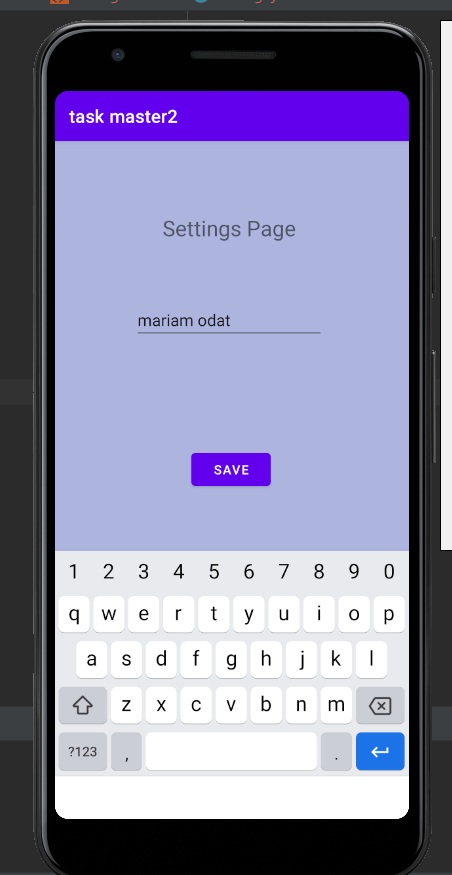 task master2
Settings Page
mariam odat
SAVE
1 2 3 4 5 6 7 8 9 0
q w e r t y u i o p
a s d f g h j k l
z x c v b n m
?123 , .